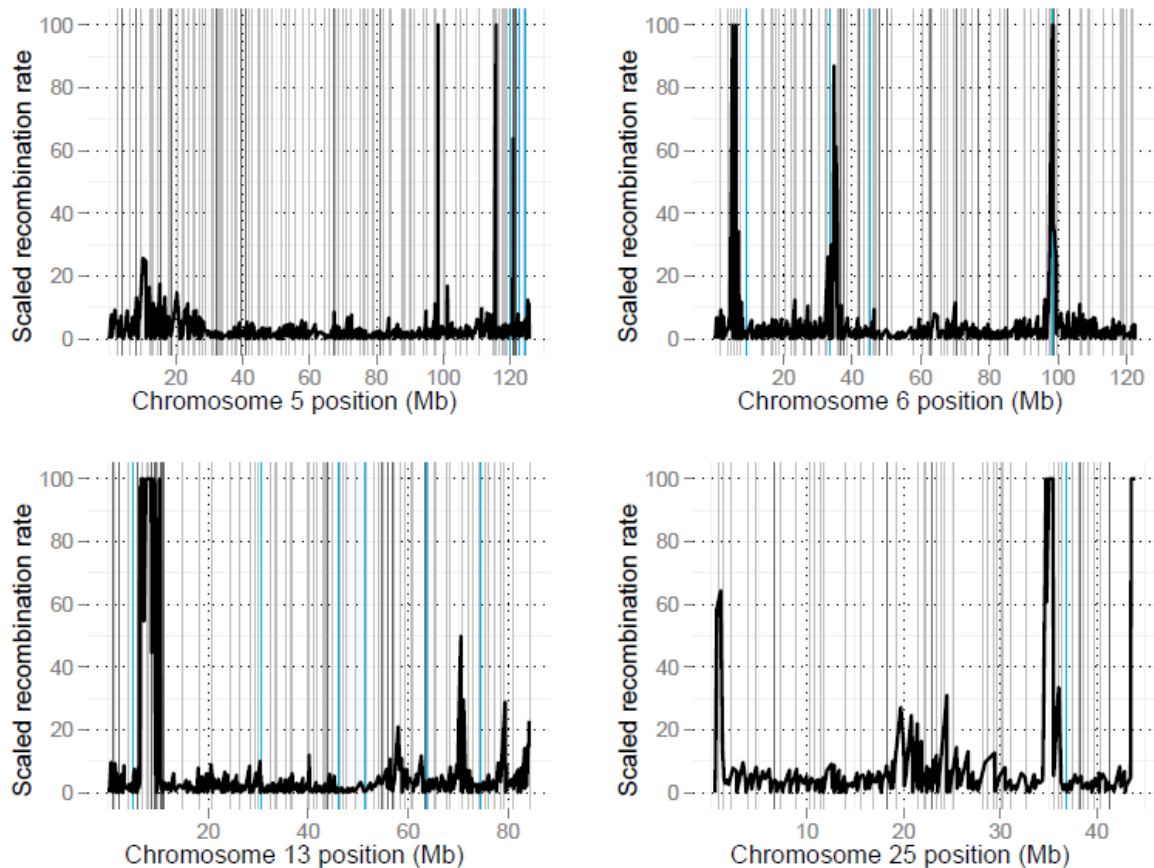 Scaled recombination rate
100
80
60
40
20
0
20 40 60 80 100 120
Chromosome 5 position (Mb)
Scaled recombination rate
100
80
60
40
20
0
20 40 60 80 100 120
Chromosome 6 position (Mb)
Scaled recombination rate
100
80
60
40
20
0
20 40 60 80
Chromosome 13 position (Mb)
Scaled recombination rate
100
80
60
40
20
0
10 20 30 40
Chromosome 25 position (Mb)